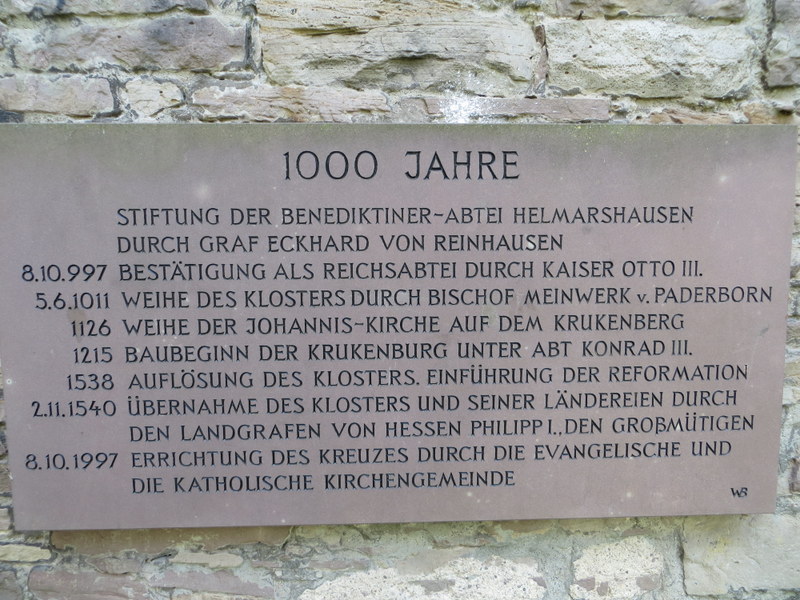 1000 JAHRE
STIFTUNG DER BENEDIKTINER-ABTEI HELMARSHAUSEN
DURCH GRAF ECKHARD VON REINHAUSEN
8.10.997 BESTÄTIGUNG ALS REICHSABTEI DURCH KAISER OTTO III.
5.6.1011 WEIHE DES KLOSTERS DURCH BISCHOF MEINWERK v. PADERBORN
1126 WEIHE DER JOHANNIS-KIRCHE AUF DEM KRUKENBERG
1215 BAUBEGINN DER KRUKENBURG UNTER ABT KONRAD III.
1538 AUFLÖSUNG DES KLOSTERS. EINFÜHRUNG DER REFORMATION
2.11.1540 ÜBERNAHME DES KLOSTERS UND SEINER LÄNDEREIEN DURCH
DEN LANDGRAFEN VON HESSEN PHILIPP I., DEN GROßMÜTIGEN
8.10.1997 ERRICHTUNG DES KREUZES DURCH DIE EVANGELISCHE UND
DIE KATHOLISCHE KIRCHENGEMEINDE
WB